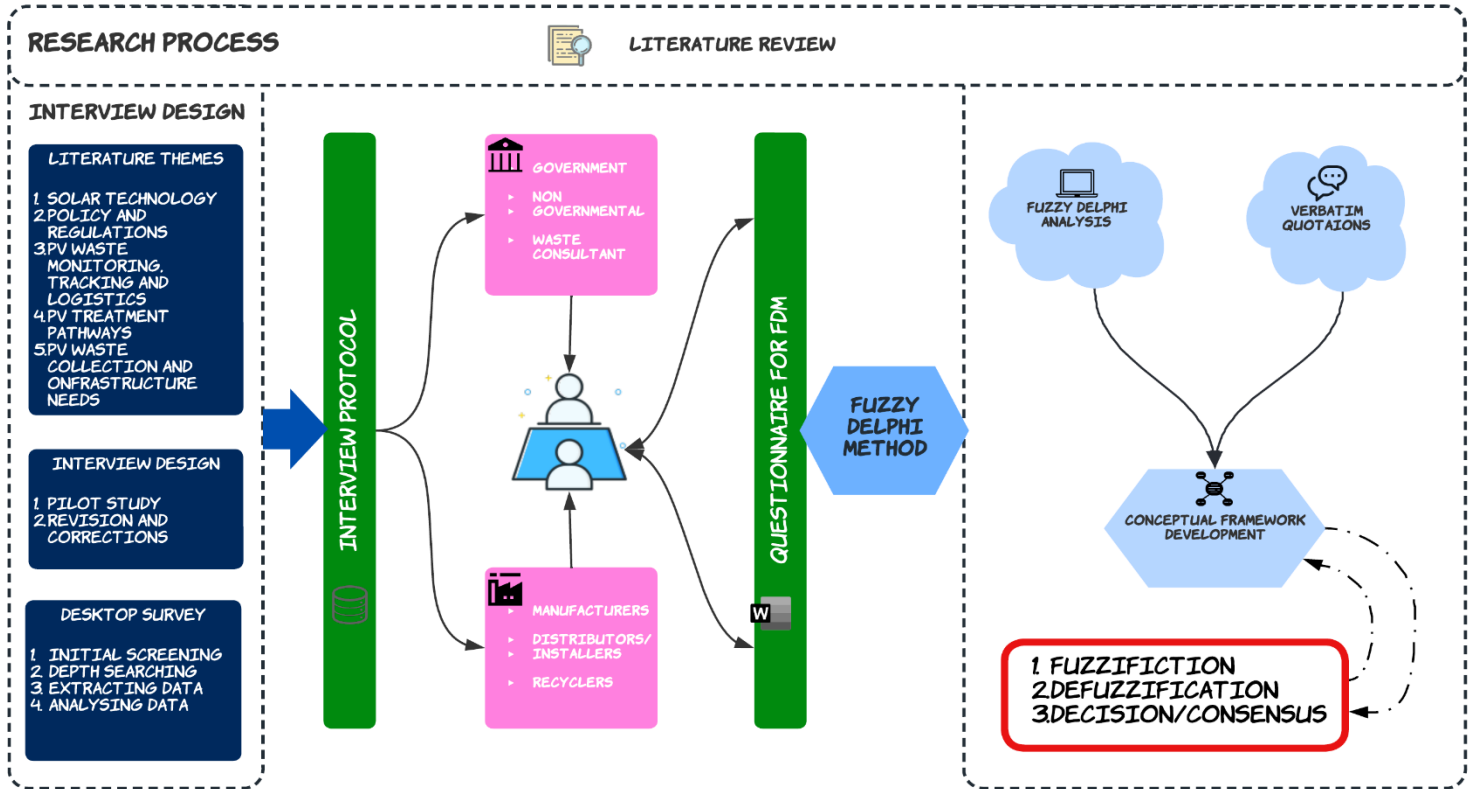 RESEARCH PROCESS
LITERATURE REVIEW
INTERVIEW DESIGN
LITERATURE THEMES
1. SOLAR TECHNOLOGY
2.POLICY AND
REGULATIONS
3.PV WASTE
MONITORING,
TRACKING AND
LOGISTICS
4.PV TREATMENT
PATHWAYS
5.PV WASTE
COLLECTION AND
ONFRASTRUCTURE
NEEDS
INTERVIEW DESIGN
1. PILOT STUDY
2.REVISION AND
CORRECTIONS
DESKTOP SURVEY
1. INITIAL SCREENING
2. DEPTH SEARCHING
3. EXTRACTING DATA
4. ANALYSING DATA
INTERVIEW PROTOCOL
GOVERNMENT
NON
GOVERNMENTAL
WASTE
CONSULTANT
MANUFACTURERS
DISTRIBUTORS/
INSTALLERS
RECYCLERS
QUESTIONNAIRE FOR FDM
W
FUZZY
DELPHI
METHOD
FUZZY DELPHI
ANALYSIS
VERBATIM
QUOTAIONS
CONCEPTUAL FRAMEWORK
DEVELOPMENT
1. FUZZIFICTION
2.DEFUZZIFICATION
3.DECISION/CONSENSUS